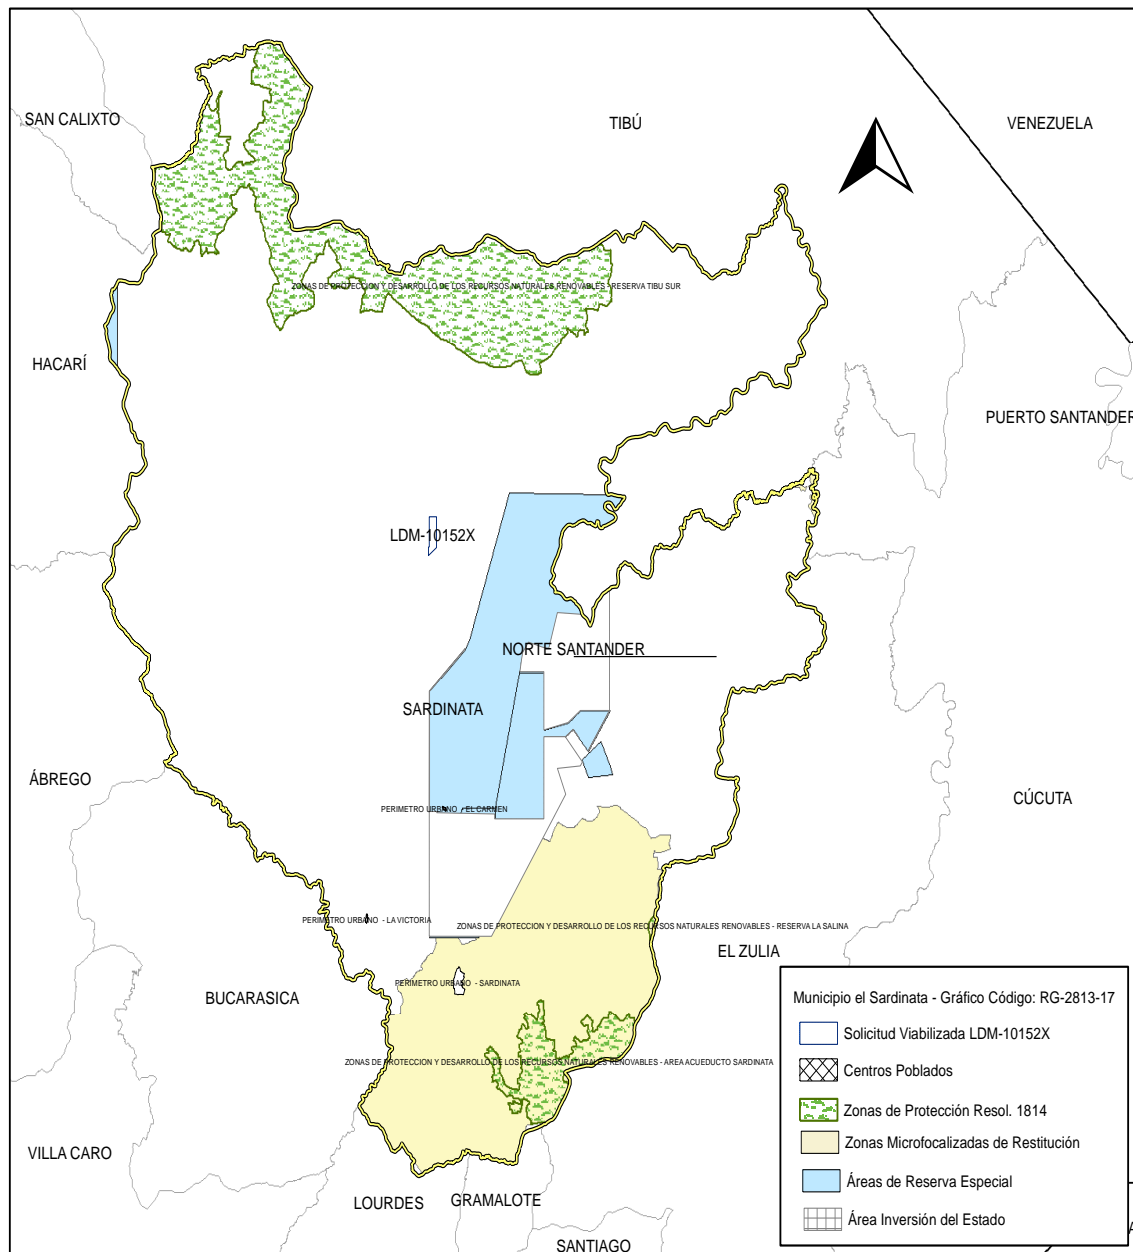 SAN CALIXTO
TIBÚ
VENEZUELA
ZONAS DE PROTECCION Y DESARROLLO DE LOS RECURSOS NATURALES RENOVABLES - RESERVA TIBU SUR
HACARÍ
PUERTO SANTANDER
LDM-10152X
NORTE SANTANDER
SARDINATA
ÁBREGO
CÚCUTA
PERIMETRO URBANO - EL CARMEN
PERIMETRO URBANO - LA VICTORIA
ZONAS DE PROTECCION Y DESARROLLO DE LOS RECURSOS NATURALES RENOVABLES - RESERVA LA SALINA
EL ZULIA
PERIMETRO URBANO - SARDINATA
BUCARASICA
ZONAS DE PROTECCION Y DESARROLLO DE LOS RECURSOS NATURALES RENOVABLES - AREA ACUEDUCTO SARDINATA
VILLA CARO
LOURDES
GRAMALOTE
SANTIAGO
Municipio el Sardinata - Gráfico Código: RG-2813-17
Solicitud Viabilizada LDM-10152X
Centros Poblados
Zonas de Protección Resol. 1814
Zonas Microfocalizadas de Restitución
Áreas de Reserva Especial
Área Inversión del Estado